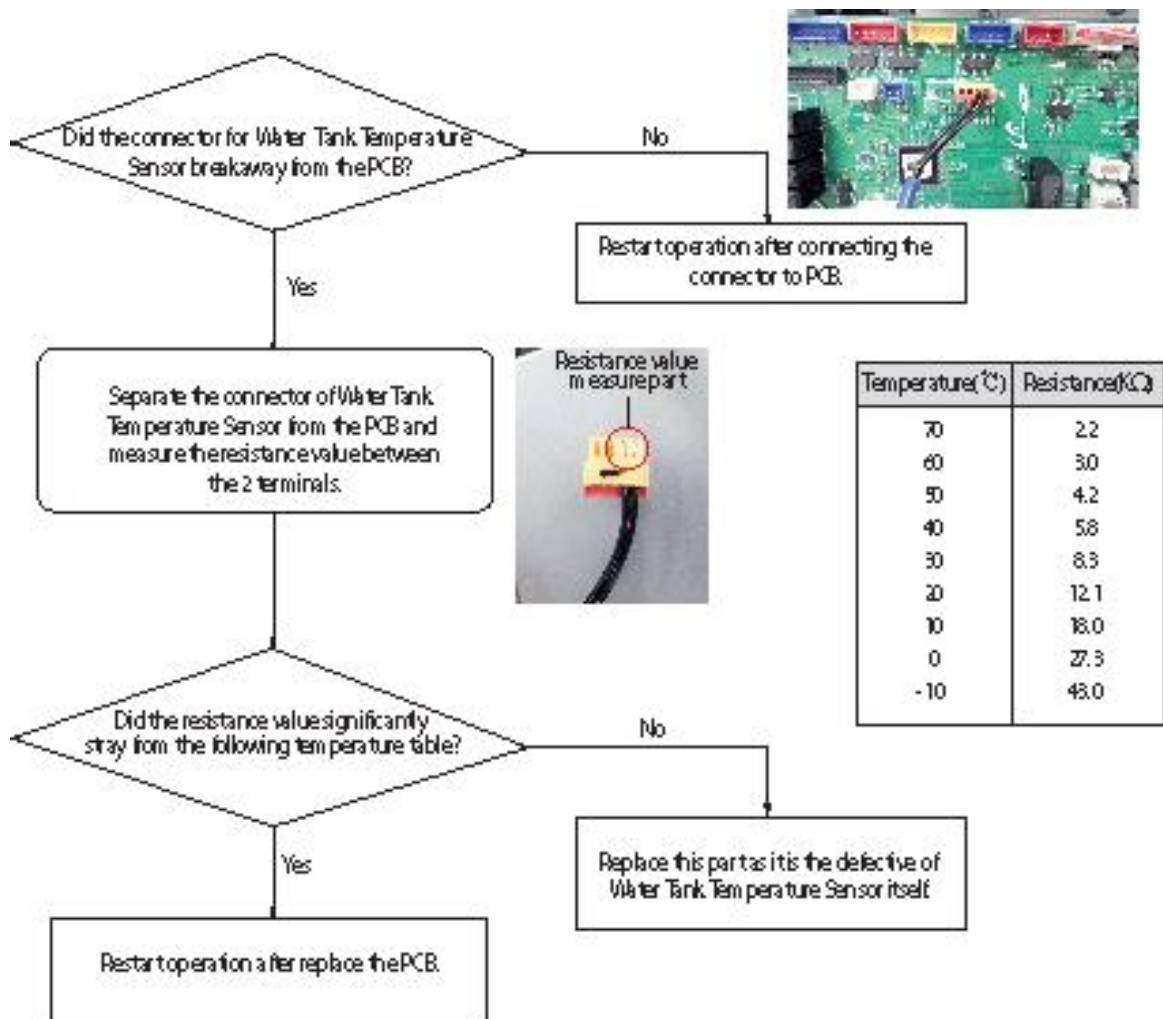 Did the connector for Water Tank Temperature
Sensor breakaway from the PCB?
No
Restart operation after connecting the
connector to PCB.
Yes
Separate the connector of Water Tank
Temperature Sensor from the PCB and
measure the resistance value between
the 2 terminals.
Resistance value
measure part
Temperature(℃) Resistance(KΩ)
70 2.2
60 3.0
50 4.2
40 5.8
30 8.3
20 12.1
10 18.0
0 27.3
-10 43.0
Did the resistance value significantly
stay from the following temperature table?
No
Replace this part as it is the defective of
Water Tank Temperature Sensor itself.
Yes
Restart operation after replace the PCB.